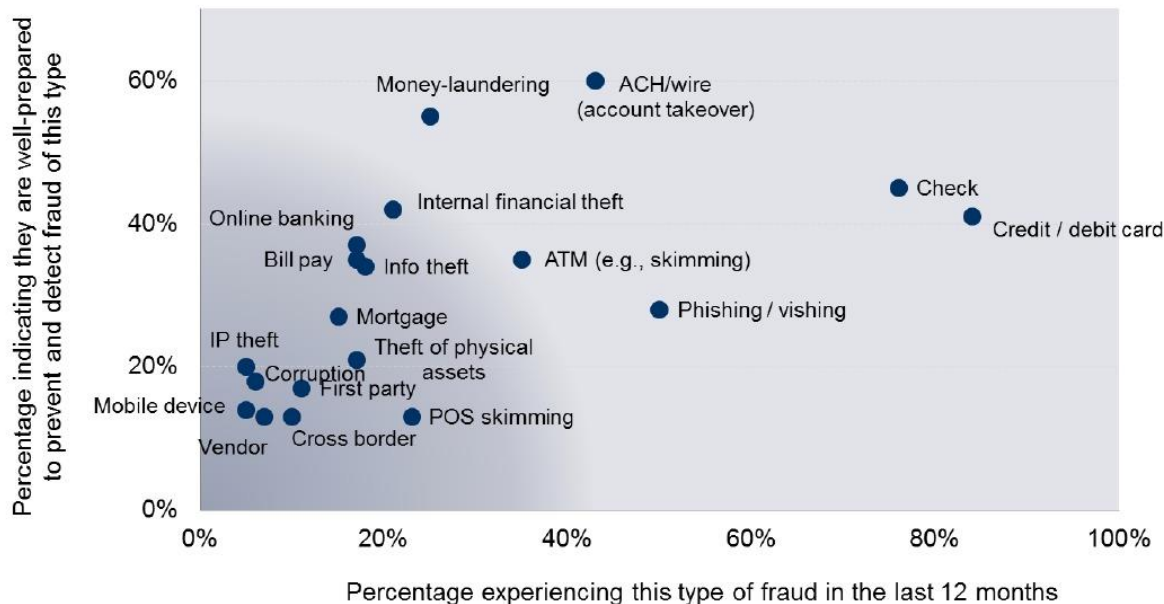 Percentage indicating they are well-prepared
to prevent and detect fraud of this type
60%
40%
20%
0%
Money-laundering
ACH/wire
(account takeover)
Check
Credit / debit card
Internal financial theft
Online banking
Bill pay
Info theft
ATM (e.g., skimming)
Phishing / vishing
Mortgage
IP theft
Theft of physical
assets
Corruption
First party
Mobile device
POS skimming
Vendor
Cross border
0%
20%
40%
60%
80%
100%
Percentage experiencing this type of fraud in the last 12 months